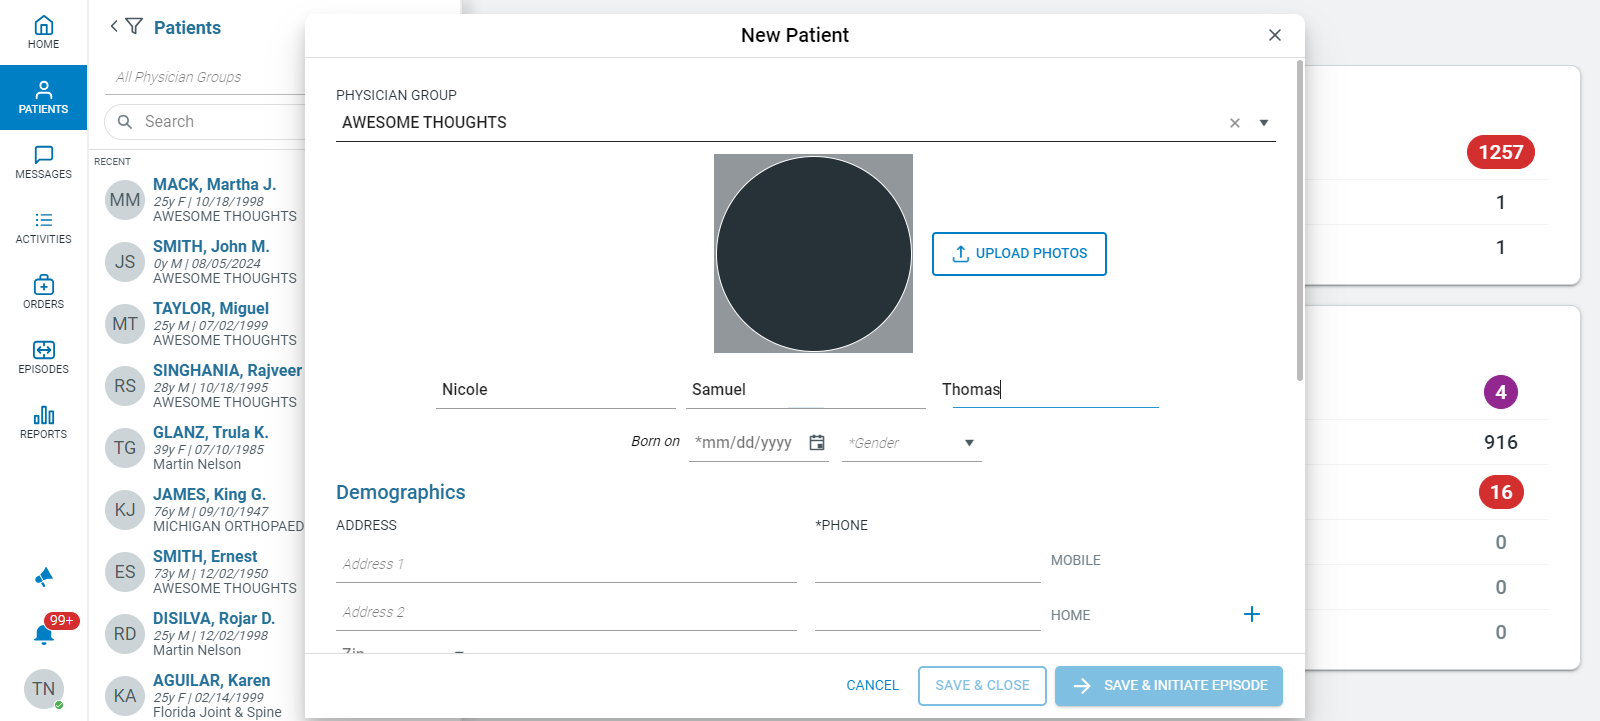 HOME
PATIENTS
MESSAGES
ACTIVITIES
ORDERS
EPISODES
REPORTS
99+
TN
Patients
All Physician Groups
Search
RECENT
MM
MACK, Martha J.
25y F | 10/18/1998
AWESOME THOUGHTS
JS
SMITH, John M.
0y M | 08/05/2024
AWESOME THOUGHTS
MT
TAYLOR, Miguel
25y M | 07/02/1999
AWESOME THOUGHTS
RS
SINGHANIA, Rajveer
28y M | 10/18/1995
AWESOME THOUGHTS
TG
GLANZ, Trula K.
39y F | 07/10/1985
Martin Nelson
KJ
JAMES, King G.
76y M | 09/10/1947
MICHIGAN ORTHOPAED
ES
SMITH, Ernest
73y M | 12/02/1950
AWESOME THOUGHTS
RD
DISILVA, Rojar D.
25y M | 12/02/1998
Martin Nelson
KA
AGUILAR, Karen
25y F | 02/14/1999
Florida Joint & Spine
New Patient
PHYSICIAN GROUP
AWESOME THOUGHTS
UPLOAD PHOTOS
Nicole Samuel Thomas
Born on *mm/dd/yyyy *Gender
Demographics
ADDRESS *PHONE
Address 1 MOBILE
Address 2 HOME
Zip
CANCEL SAVE & CLOSE SAVE & INITIATE EPISODE
1257
1
1
4
916
16
0
0
0